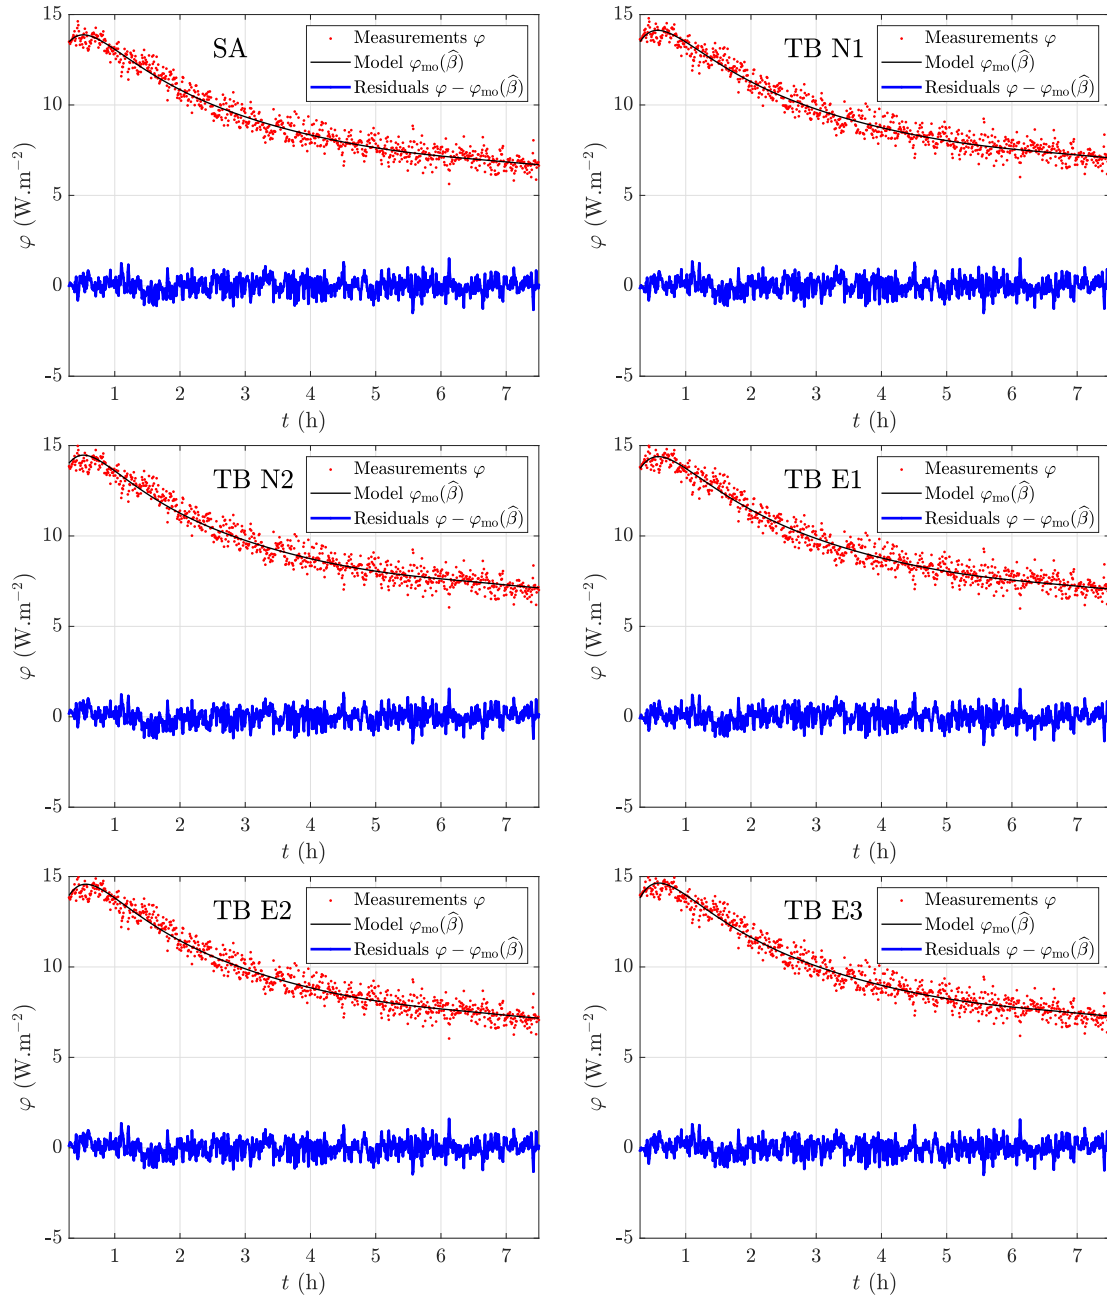 SA
Measurements φ
Model φmo(β̂)
Residuals φ − φmo(β̂)
15
10
5
0
-5
φ (W.m−2)
1 2 3 4 5 6 7
t (h)
TB N1
Measurements φ
Model φmo(β̂)
Residuals φ − φmo(β̂)
15
10
5
0
-5
φ (W.m−2)
1 2 3 4 5 6 7
t (h)
TB N2
Measurements φ
Model φmo(β̂)
Residuals φ − φmo(β̂)
15
10
5
0
-5
φ (W.m−2)
1 2 3 4 5 6 7
t (h)
TB E1
Measurements φ
Model φmo(β̂)
Residuals φ − φmo(β̂)
15
10
5
0
-5
φ (W.m−2)
1 2 3 4 5 6 7
t (h)
TB E2
Measurements φ
Model φmo(β̂)
Residuals φ − φmo(β̂)
15
10
5
0
-5
φ (W.m−2)
1 2 3 4 5 6 7
t (h)
TB E3
Measurements φ
Model φmo(β̂)
Residuals φ − φmo(β̂)
15
10
5
0
-5
φ (W.m−2)
1 2 3 4 5 6 7
t (h)